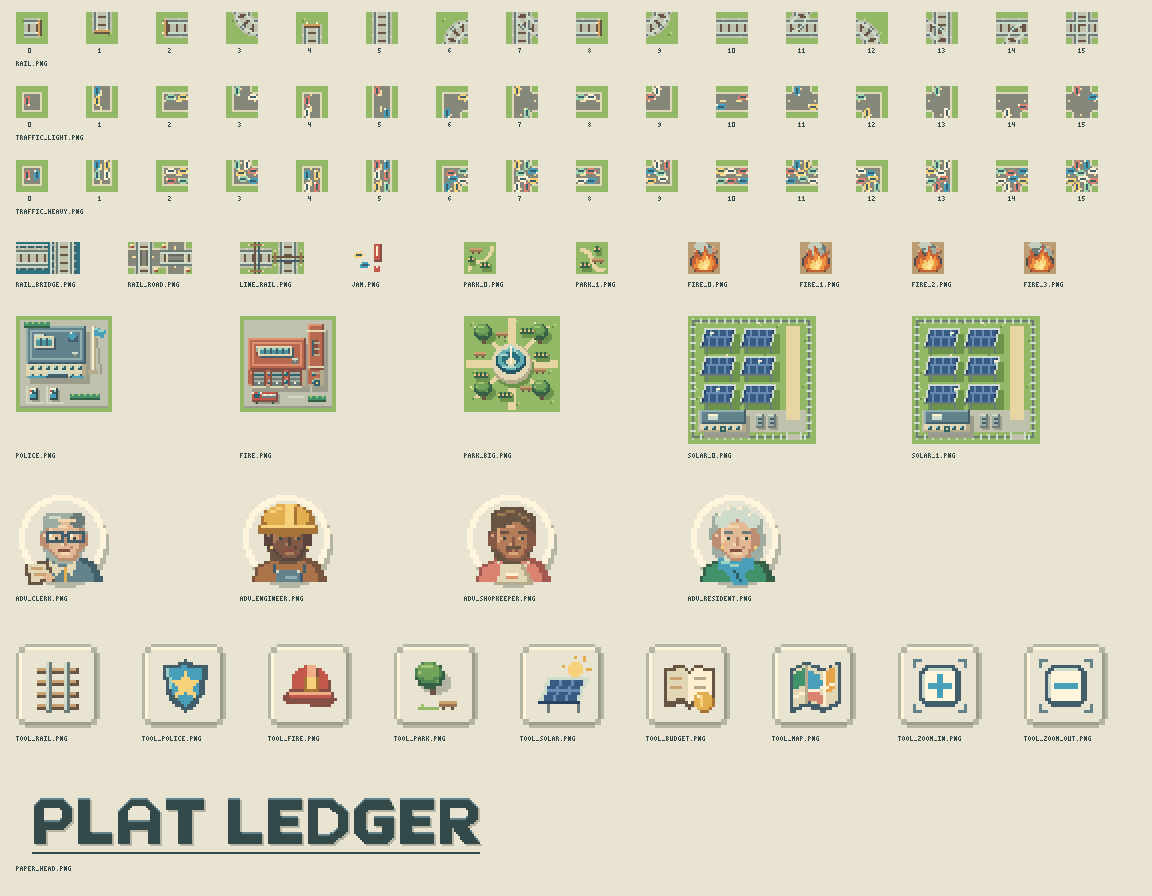 0 1 2 3 4 5 6 7 8 9 10 11 12 13 14 15
RAIL.PNG
0 1 2 3 4 5 6 7 8 9 10 11 12 13 14 15
TRAFFIC_LIGHT.PNG
0 1 2 3 4 5 6 7 8 9 10 11 12 13 14 15
TRAFFIC_HEAVY.PNG
RAIL_BRIDGE.PNG RAIL_ROAD.PNG LINE_RAIL.PNG JAM.PNG PARK_0.PNG PARK_1.PNG FIRE_0.PNG FIRE_1.PNG FIRE_2.PNG FIRE_3.PNG
POLICE.PNG FIRE.PNG PARK_BIG.PNG SOLAR_0.PNG SOLAR_1.PNG
ADV_CLERK.PNG ADV_ENGINEER.PNG ADV_SHOPKEEPER.PNG ADV_RESIDENT.PNG
TOOL_RAIL.PNG TOOL_POLICE.PNG TOOL_FIRE.PNG TOOL_PARK.PNG TOOL_SOLAR.PNG TOOL_BUDGET.PNG TOOL_MAP.PNG TOOL_ZOOM_IN.PNG TOOL_ZOOM_OUT.PNG
PLAT LEDGER
PAPER_HEAD.PNG